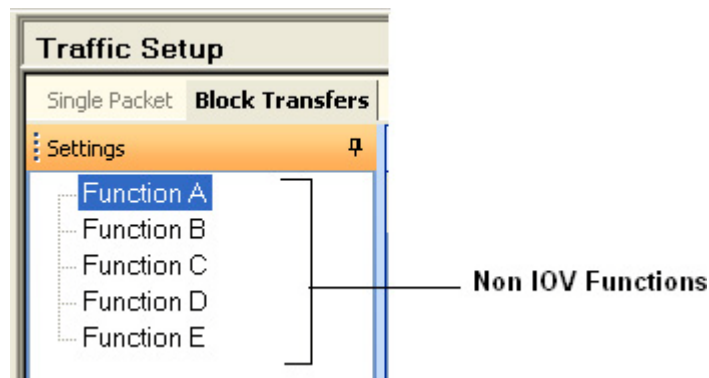 Traffic Setup
Single Packet Block Transfers
Settings
Function A
Function B
Function C
Function D
Function E
Non IOV Functions